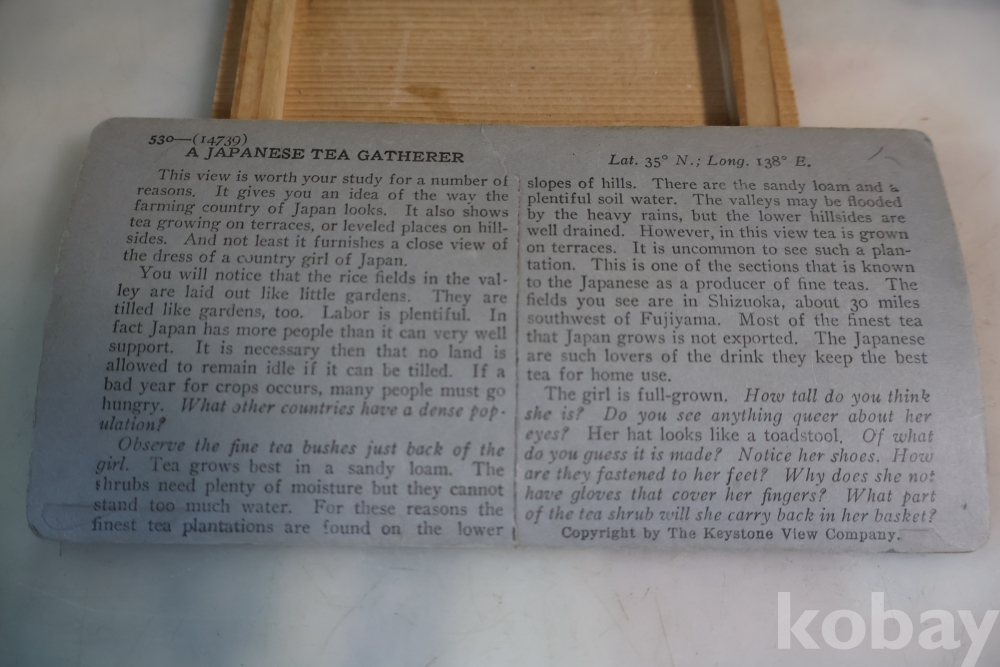 530—(14739)
A JAPANESE TEA GATHERER
This view is worth your study for a number of
reasons. It gives you an idea of the way the
farming country of Japan looks. It also shows
tea growing on terraces, or leveled places on hill-
sides. And not least it furnishes a close view of
the dress of a country girl of Japan.
You will notice that the rice fields in the val-
ley are laid out like little gardens. They are
tilled like gardens, too. Labor is plentiful. In
fact Japan has more people than it can very well
support. It is necessary then that no land is
allowed to remain idle if it can be tilled. If a
bad year for crops occurs, many people must go
hungry. What other countries have a dense pop-
ulation?
Observe the fine tea bushes just back of the
girl. Tea grows best in a sandy loam. The
shrubs need plenty of moisture but they cannot
stand too much water. For these reasons the
finest tea plantations are found on the lower
Lat. 35° N.; Long. 138° E.
slopes of hills. There are the sandy loam and a
plentiful soil water. The valleys may be flooded
by the heavy rains, but the lower hillsides are
well drained. However, in this view tea is grown
on terraces. It is uncommon to see such a plan-
tation. This is one of the sections that is known
to the Japanese as a producer of fine teas. The
fields you see are in Shizuoka, about 30 miles
southwest of Fujiyama. Most of the finest tea
that Japan grows is not exported. The Japanese
are such lovers of the drink they keep the best
tea for home use.
The girl is full-grown. How tall do you think
she is? Do you see anything queer about her
eyes? Her hat looks like a toadstool. Of what
do you guess it is made? Notice her shoes. How
are they fastened to her feet? Why does she not
have gloves that cover her fingers? What part
of the tea shrub will she carry back in her basket?
Copyright by The Keystone View Company.
kobay